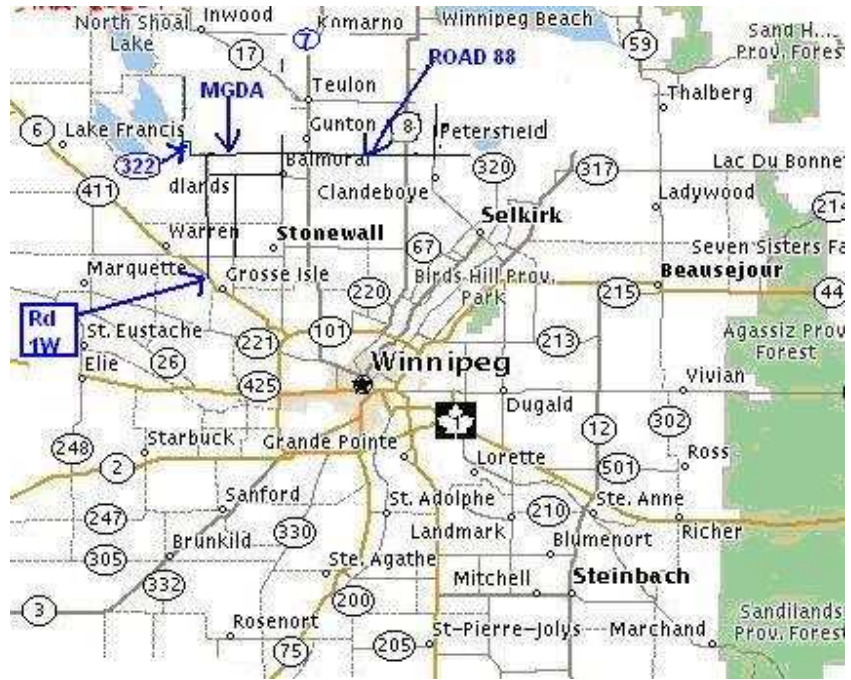 Inwood
Komarno
Winnipeg Beach
North Shoal
Lake
17
7
59
Sand H...
Prov. Forest
ROAD 88
MGDA
Teulon
Thalberg
6
Lake Francis
Gunton
8
Petersfield
322
Balmoral
320
317
Lac Du Bonnet
411
dlands
Clandeboye
Ladywood
214
Warren
Stonewall
Selkirk
67
Seven Sisters Fa
Marquette
Grosse Isle
220
Birds Hill Prov.
Park
Beausejour
215
44
Rd
1W
St. Eustache
221
101
213
Agassiz Prov
Forest
26
Elie
Winnipeg
425
Vivian
Dugald
1
302
248
Starbuck
Grande Pointe
12
2
Lorette
501
Ross
Sanford
St. Adolphe
210
Ste. Anne
247
330
Landmark
Richer
305
Brunkild
Blumenort
Ste. Agathe
332
Mitchell
Steinbach
3
200
Sandilands
Prov. Forest
Rosenort
75
205
St-Pierre-Jolys
Marchand